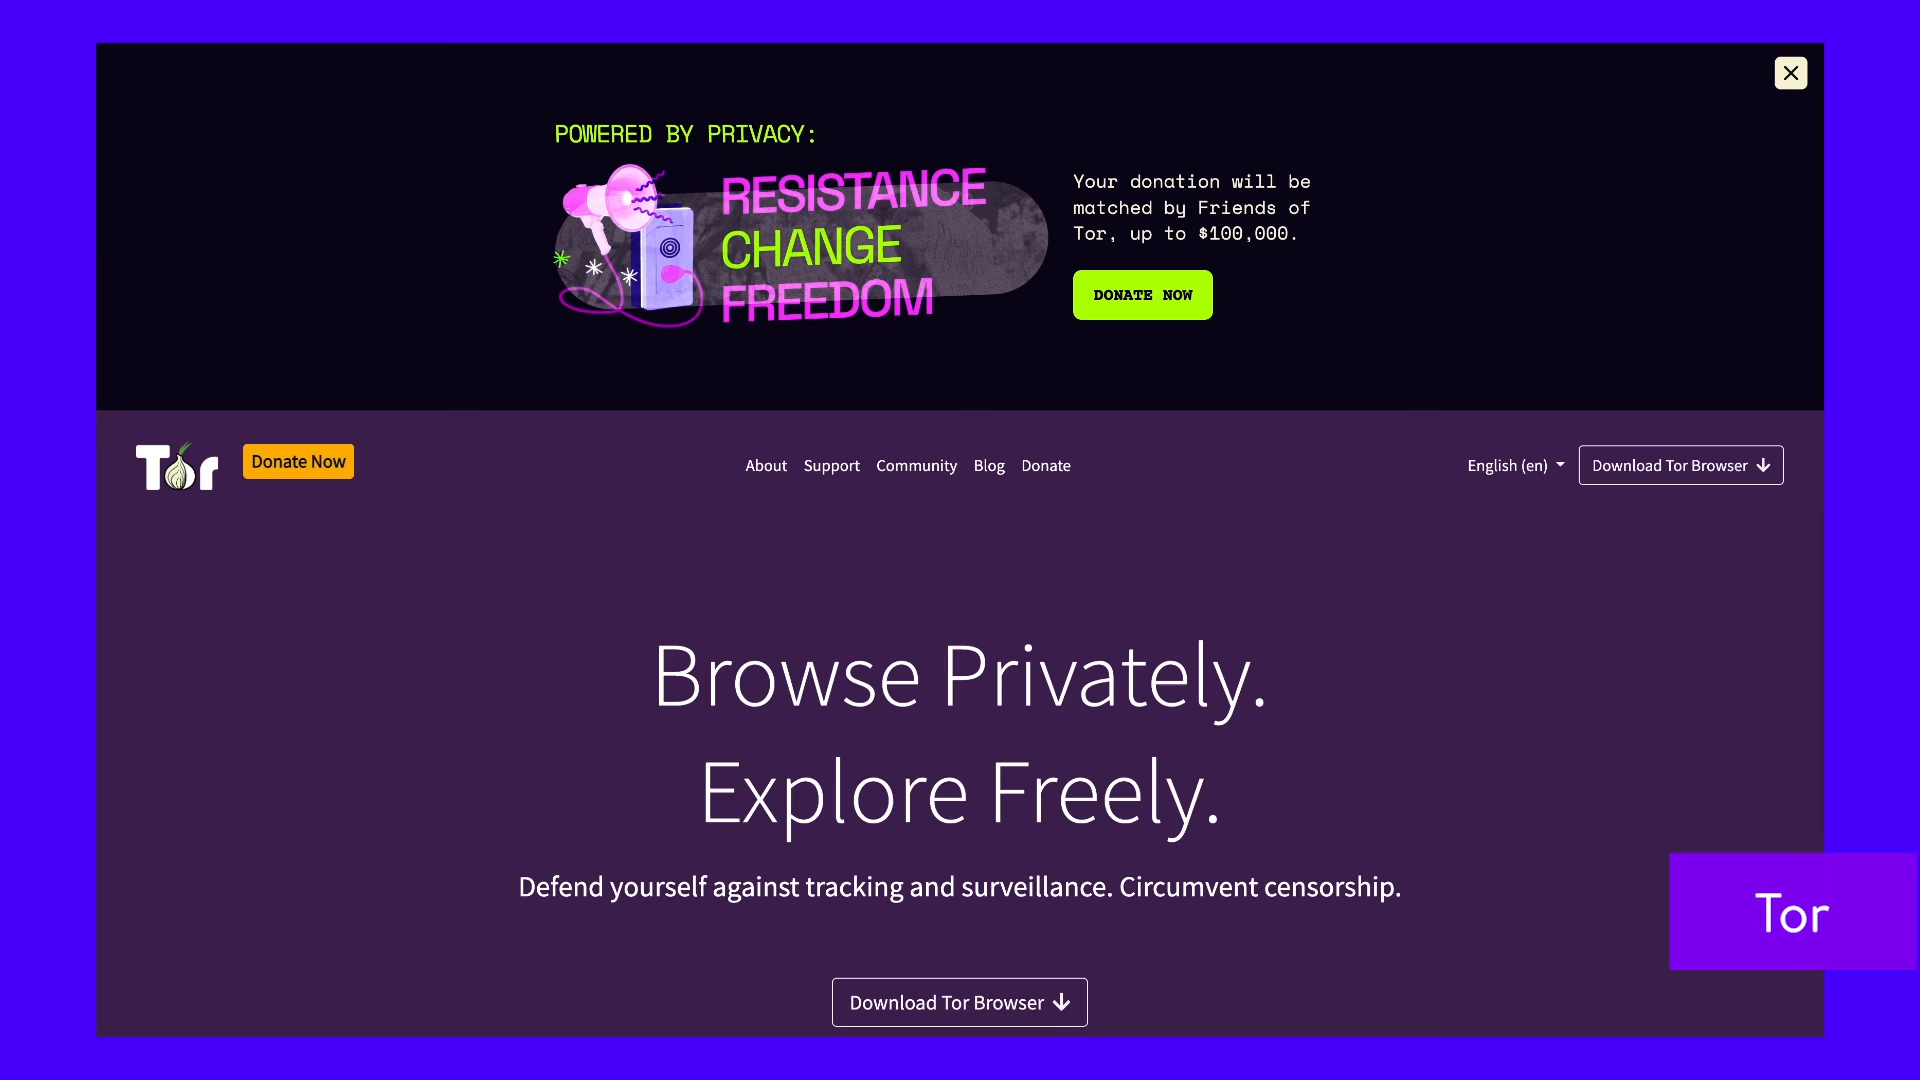 POWERED BY PRIVACY:
RESISTANCE
CHANGE
FREEDOM
Your donation will be
matched by Friends of
Tor, up to $100,000.
DONATE NOW
Tor
Donate Now
About
Support
Community
Blog
Donate
English (en)
Download Tor Browser
Browse Privately.
Explore Freely.
Defend yourself against tracking and surveillance. Circumvent censorship.
Download Tor Browser
Tor